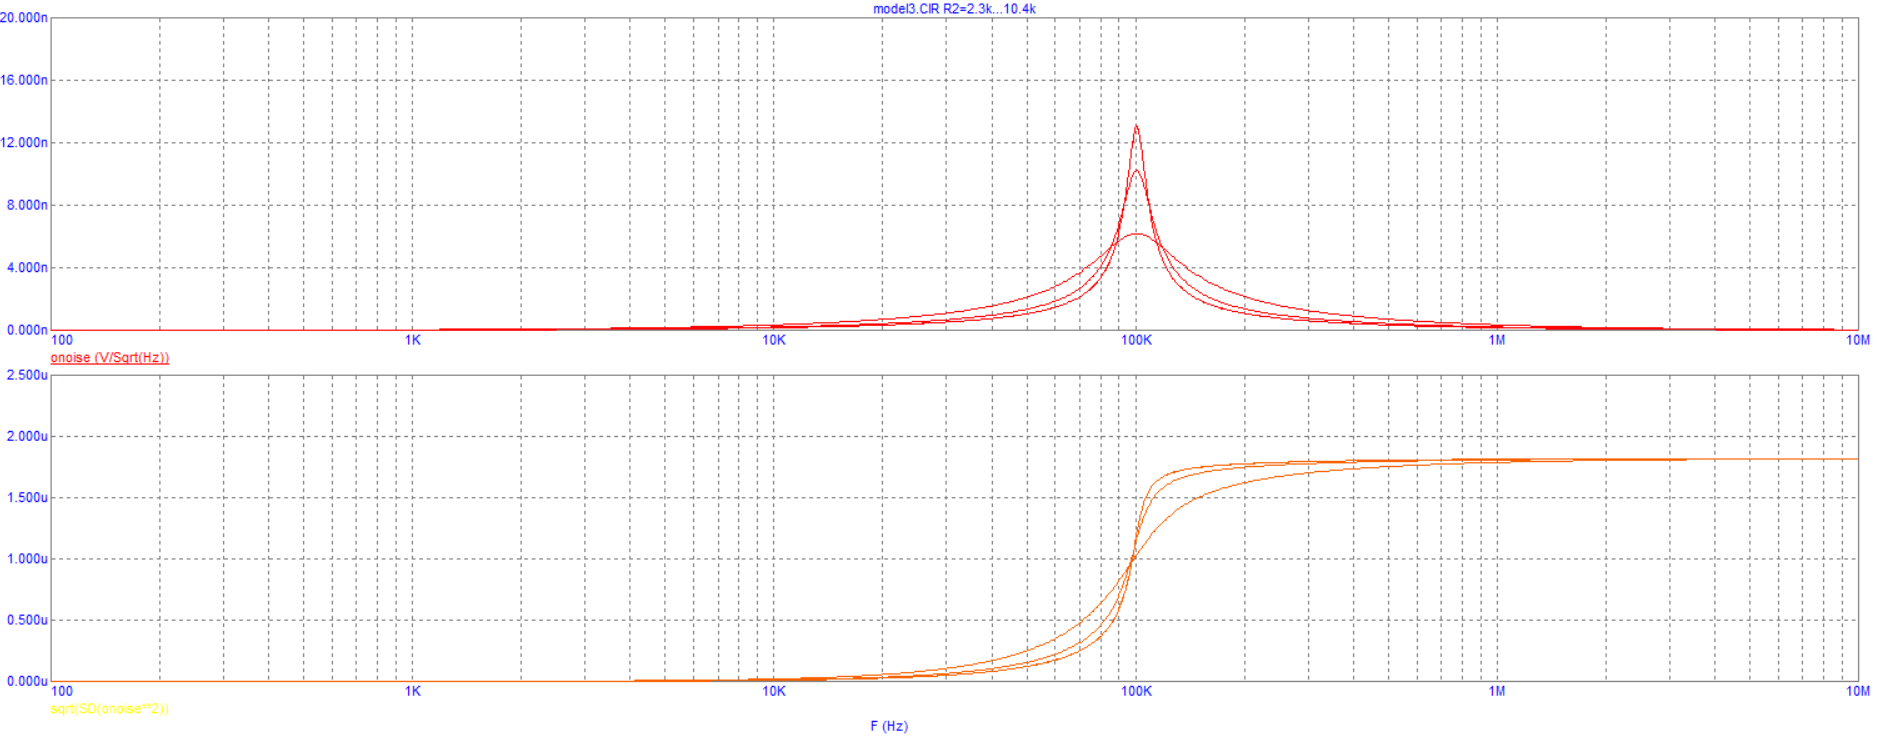 model3.CIR R2=2.3k...10.4k
20.000n
16.000n
12.000n
8.000n
4.000n
0.000n
100 1K 10K 100K 1M 10M
onoise (V/Sqrt(Hz))
2.500u
2.000u
1.500u
1.000u
0.500u
0.000u
100 1K 10K 100K 1M 10M
sqrt(SD(onoise**2))
F (Hz)